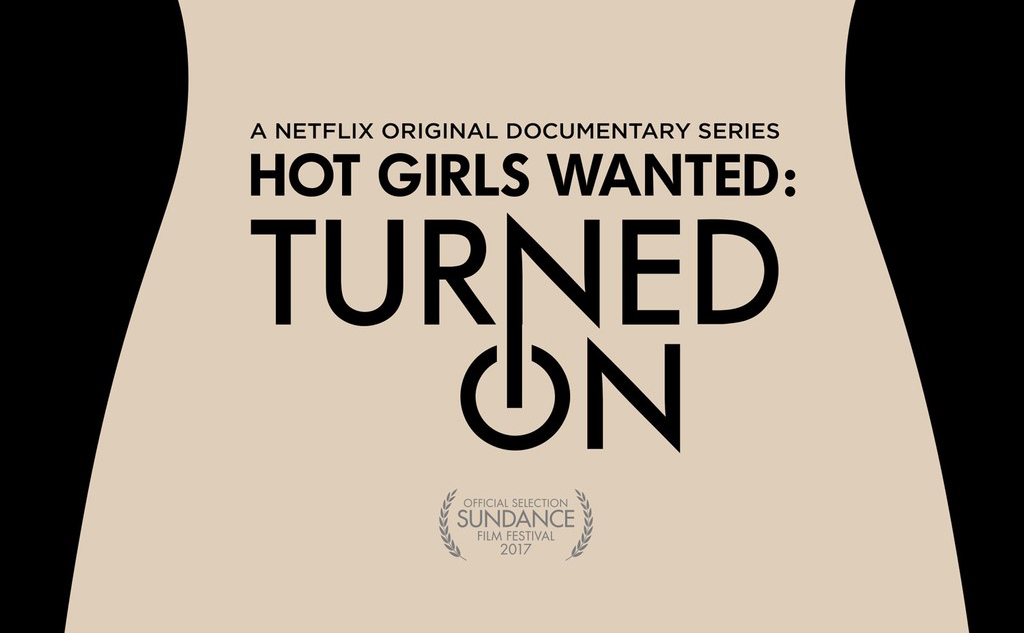 A NETFLIX ORIGINAL DOCUMENTARY SERIES
HOT GIRLS WANTED:
TURNED
ON
OFFICIAL SELECTION
SUNDANCE
FILM FESTIVAL
2017